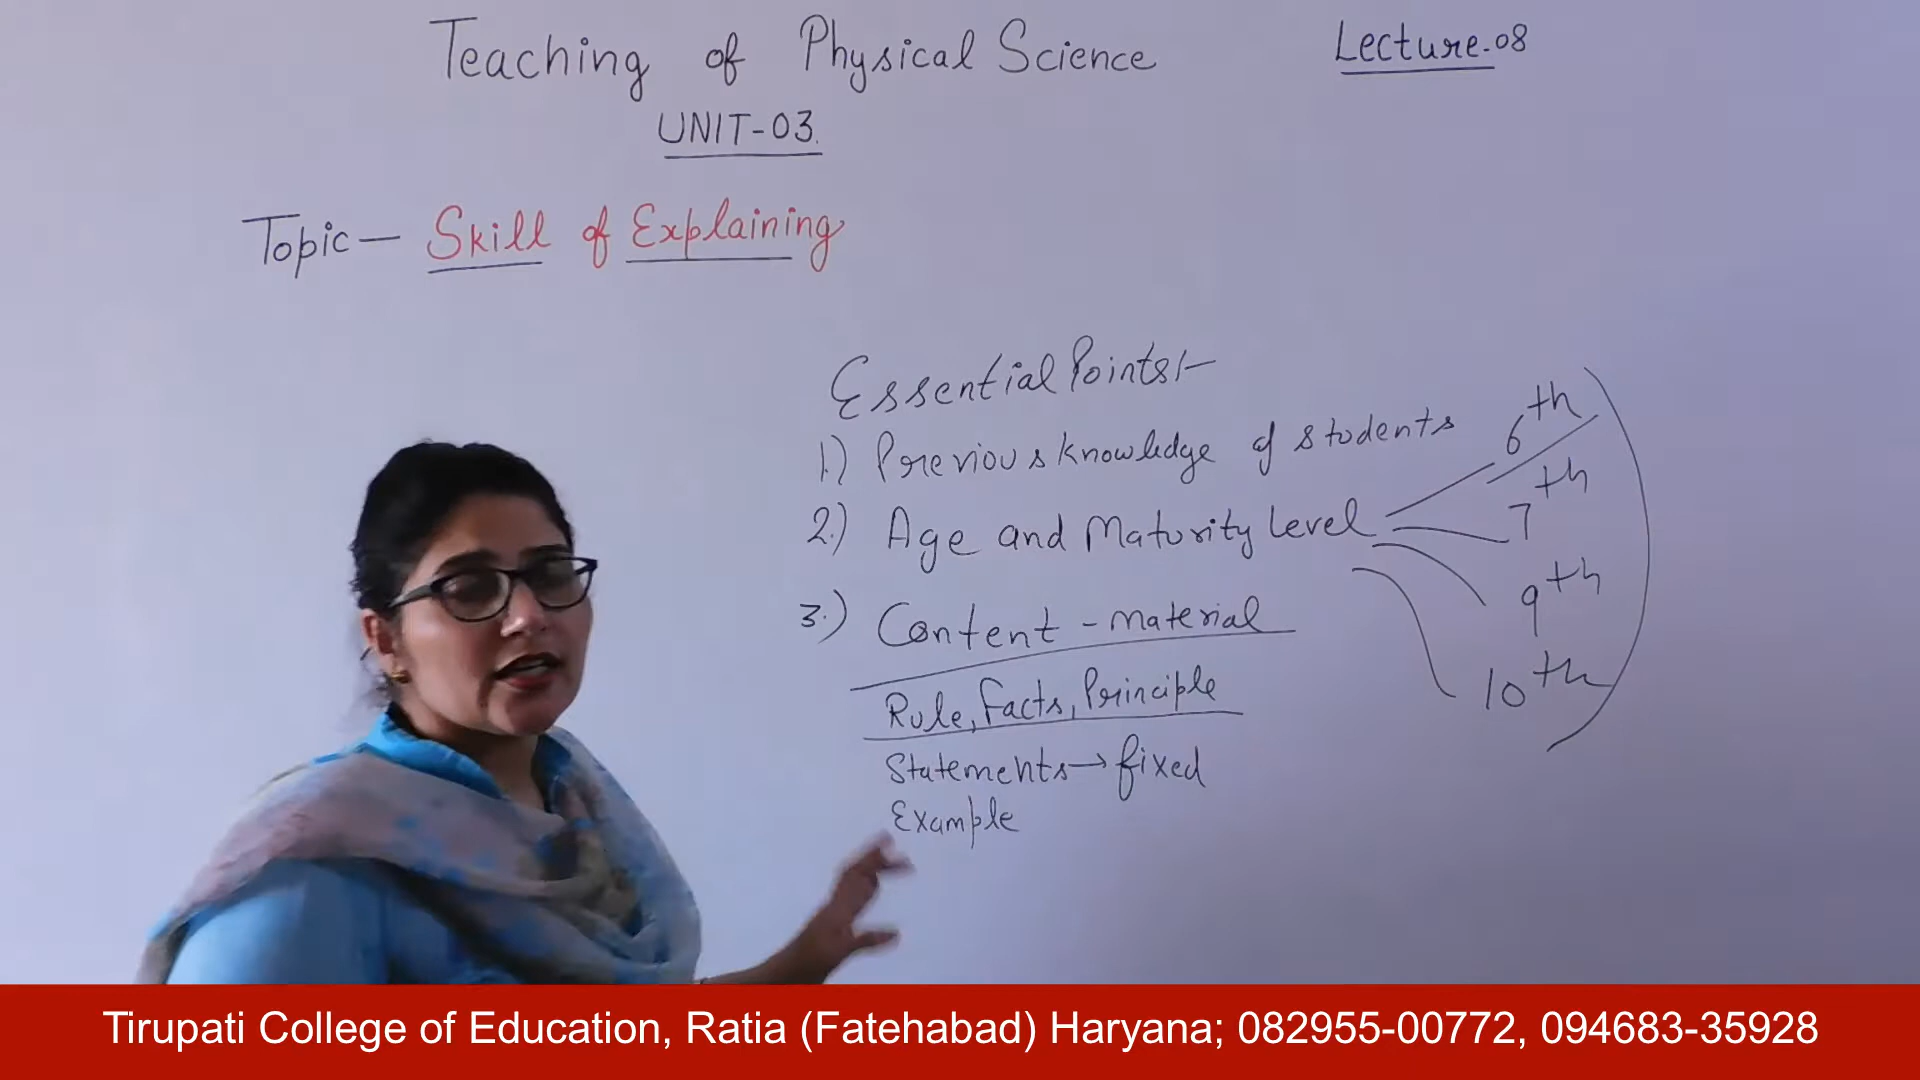 Teaching of Physical Science
Lecture-08
UNIT-03.
Topic— Skill of Explaining
Essential Points:-
1.) Previous knowledge of students
2.) Age and Maturity Level
6th
7th
9th
10th
3.) Content - material
Rule, Facts, Principle
Statements → fixed
Example
Tirupati College of Education, Ratia (Fatehabad) Haryana; 082955-00772, 094683-35928